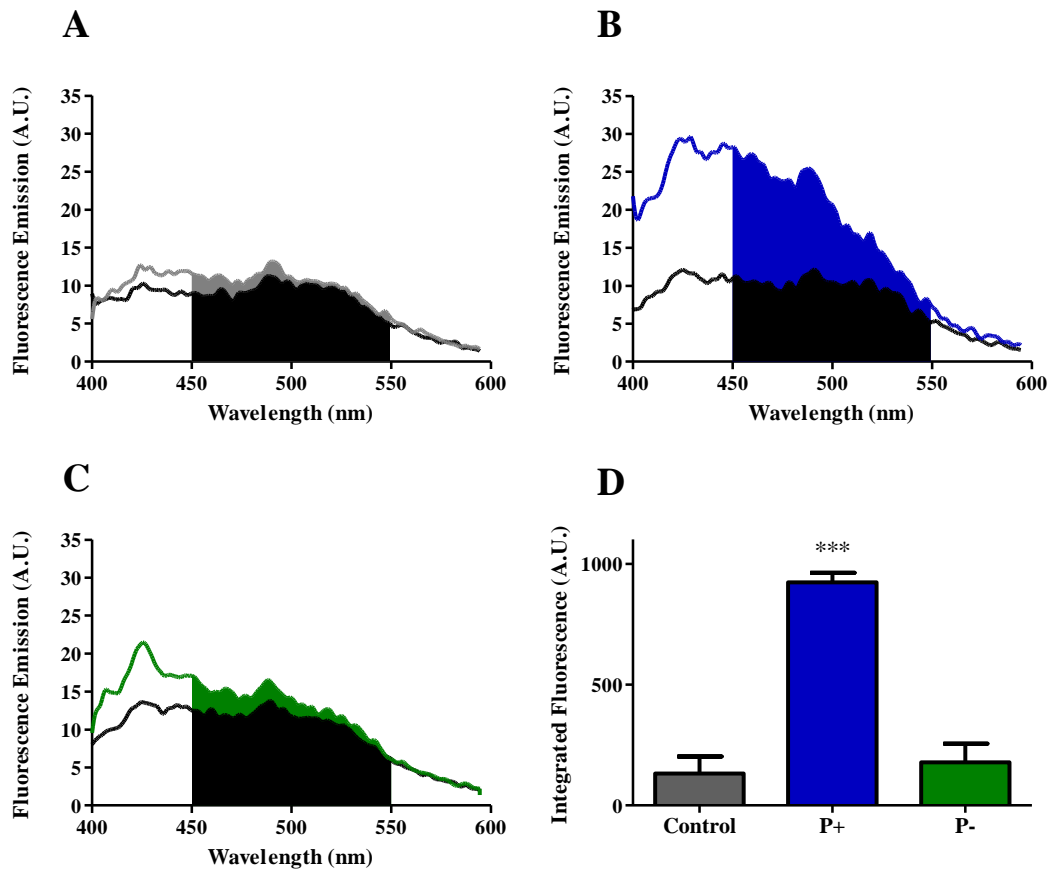 A
Fluorescence Emission (A.U.)
35
30
25
20
15
10
5
0
400 450 500 550 600
Wavelength (nm)
B
Fluorescence Emission (A.U.)
35
30
25
20
15
10
5
0
400 450 500 550 600
Wavelength (nm)
C
Fluorescence Emission (A.U.)
35
30
25
20
15
10
5
0
400 450 500 550 600
Wavelength (nm)
D
Integrated Fluorescence (A.U.)
1000
500
0
***
Control P+ P-